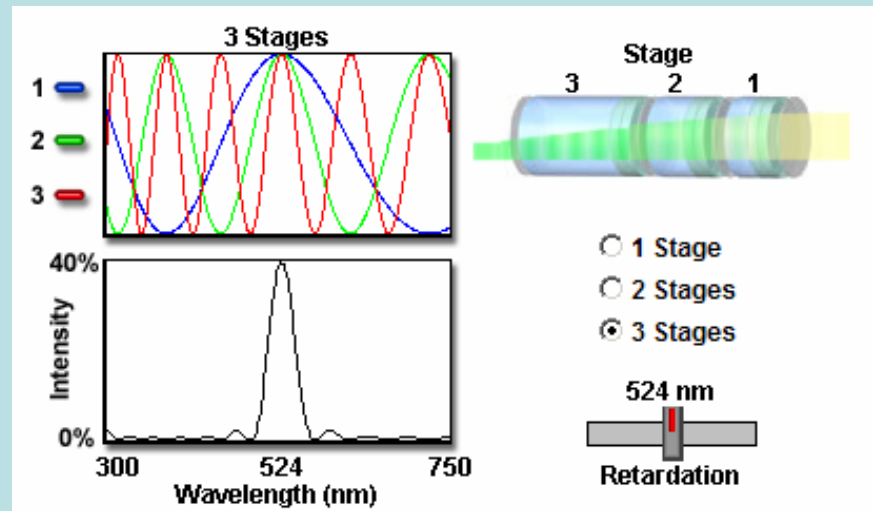 3 Stages
1
2
3
40%
Intensity
0%
300 524 750
Wavelength (nm)
Stage
3 2 1
1 Stage
2 Stages
3 Stages
524 nm
Retardation